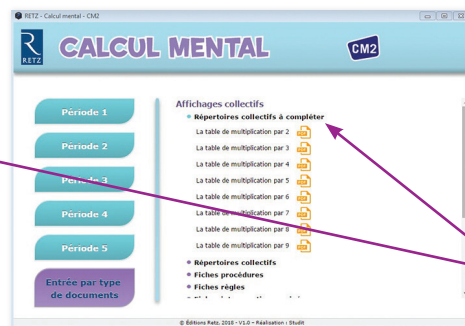 RETZ - Calcul mental - CM2
RETZ
CALCUL MENTAL
CM2
Période 1
Période 2
Période 3
Période 4
Période 5
Entrée par type
de documents
Affichages collectifs
Répertoires collectifs à compléter
La table de multiplication par 2
La table de multiplication par 3
La table de multiplication par 4
La table de multiplication par 5
La table de multiplication par 6
La table de multiplication par 7
La table de multiplication par 8
La table de multiplication par 9
Répertoires collectifs
Fiches procédures
Fiches règles
© Éditions Retz, 2018 - V1.0 - Réalisation : Studit